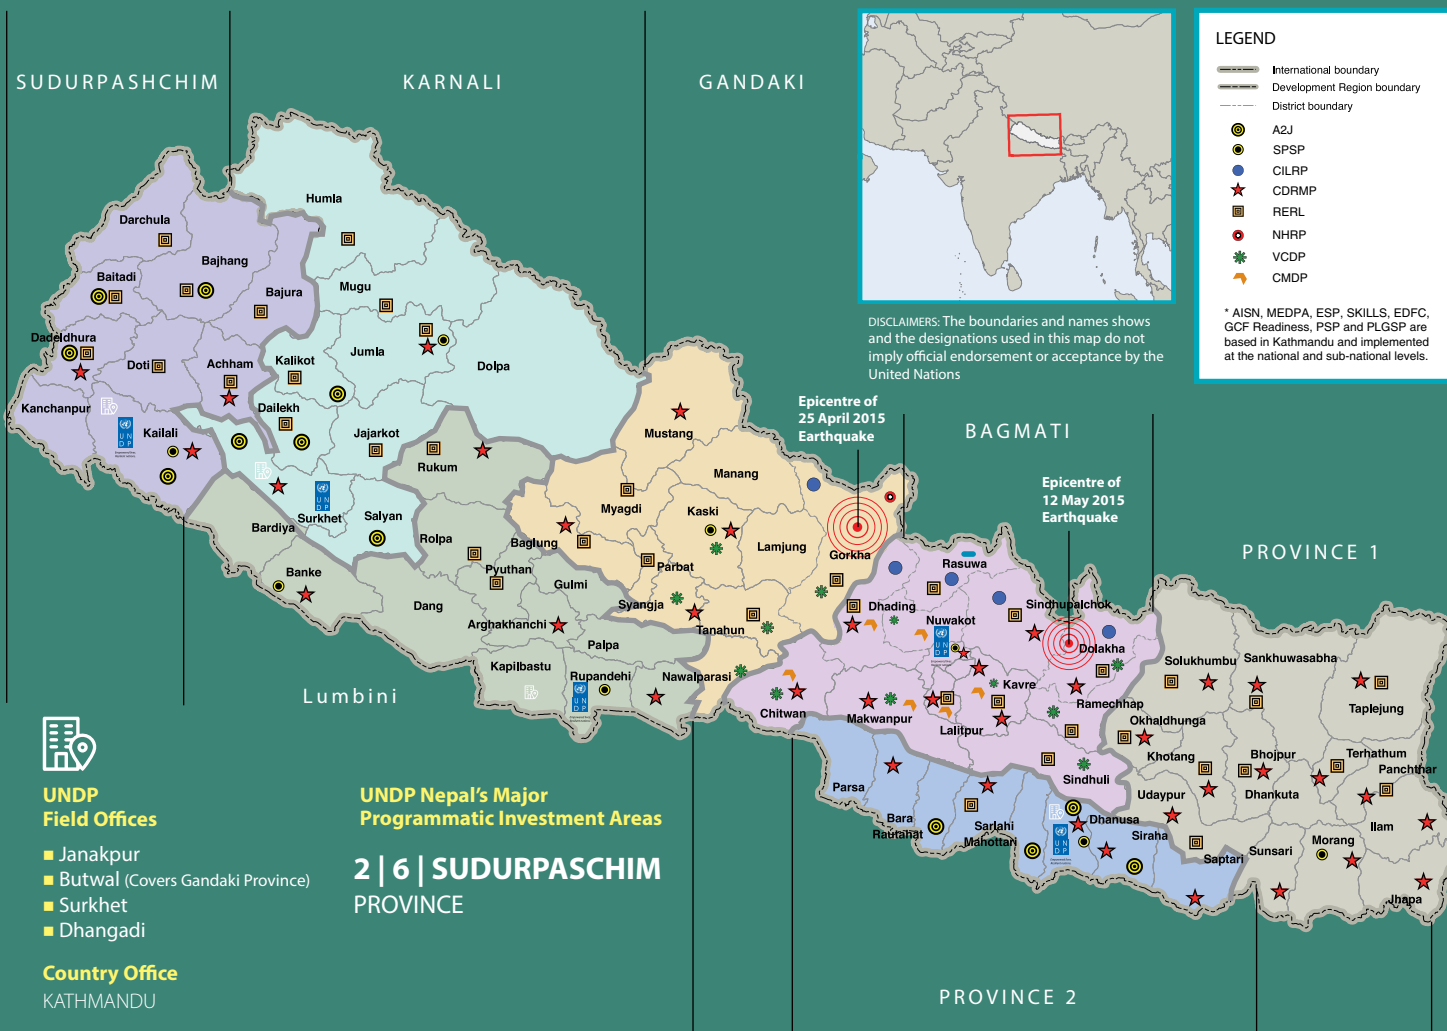 SUDURPASHCHIM
KARNALI
GANDAKI
LEGEND
International boundary
Development Region boundary
District boundary
A2J
SPSP
CILRP
CDRMP
RERL
NHRP
VCDP
CMDP
* AISN, MEDPA, ESP, SKILLS, EDFC,
GCF Readiness, PSP and PLGSP are
based in Kathmandu and implemented
at the national and sub-national levels.
DISCLAIMERS: The boundaries and names shows
and the designations used in this map do not
imply official endorsement or acceptance by the
United Nations
Humla
Darchula
Bajhang
Baitadi
Bajura
Mugu
Dadeldhura
Doti
Achham
Kalikot
Jumla
Dolpa
Kanchanpur
Dailekh
Kailali
Jajarkot
Rukum
Surkhet
Salyan
Bardiya
Rolpa
Banke
Pyuthan
Dang
Gulmi
Arghakhanchi
Palpa
Kapilbastu
Rupandehi
Nawalparasi
Lumbini
Mustang
Manang
Myagdi
Kaski
Baglung
Lamjung
Gorkha
Parbat
Syangja
Tanahun
Epicentre of
25 April 2015
Earthquake
BAGMATI
Epicentre of
12 May 2015
Earthquake
PROVINCE 1
Rasuwa
Dhading
Sindhupalchok
Nuwakot
Dolakha
Kavre
Ramechhap
Chitwan
Makwanpur
Lalitpur
Sindhuli
Solukhumbu
Sankhuwasabha
Taplejung
Okhaldhunga
Khotang
Bhojpur
Terhathum
Panchthar
Udaypur
Dhankuta
Ilam
Sunsari
Morang
Jhapa
Parsa
Bara
Rautahat
Sarlahi
Mahottari
Dhanusa
Siraha
Saptari
PROVINCE 2
U N
D P
U N
D P
U N
D P
U N
D P
U N
D P
UNDP
Field Offices
Janakpur
Butwal (Covers Gandaki Province)
Surkhet
Dhangadi
Country Office
KATHMANDU
UNDP Nepal's Major
Programmatic Investment Areas
2 | 6 | SUDURPASCHIM
PROVINCE